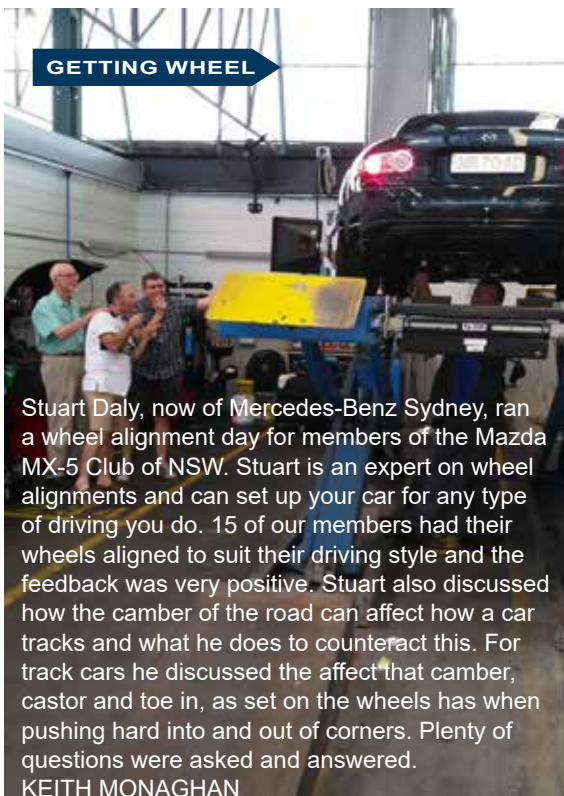 GETTING WHEEL
Stuart Daly, now of Mercedes-Benz Sydney, ran
a wheel alignment day for members of the Mazda
MX-5 Club of NSW. Stuart is an expert on wheel
alignments and can set up your car for any type
of driving you do. 15 of our members had their
wheels aligned to suit their driving style and the
feedback was very positive. Stuart also discussed
how the camber of the road can affect how a car
tracks and what he does to counteract this. For
track cars he discussed the affect that camber,
castor and toe in, as set on the wheels has when
pushing hard into and out of corners. Plenty of
questions were asked and answered.
KEITH MONAGHAN